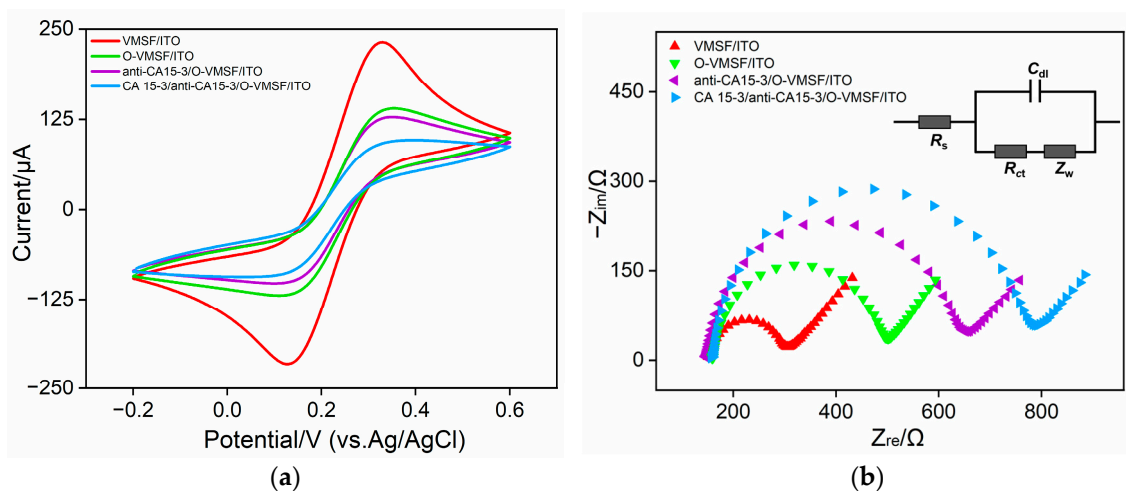 250
125
0
−125
−250
Current/μA
VMSF/ITO
O-VMSF/ITO
anti-CA15-3/O-VMSF/ITO
CA 15-3/anti-CA15-3/O-VMSF/ITO
−0.2 0.0 0.2 0.4 0.6
Potential/V (vs.Ag/AgCl)
(a)
450
300
150
0
−Zim/Ω
VMSF/ITO
O-VMSF/ITO
anti-CA15-3/O-VMSF/ITO
CA 15-3/anti-CA15-3/O-VMSF/ITO
Cdl
Rs
Rct Zw
200 400 600 800
Zre/Ω
(b)